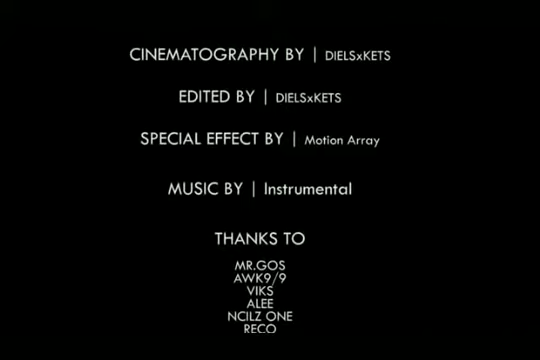 CINEMATOGRAPHY BY | DIELSxKETS
EDITED BY | DIELSxKETS
SPECIAL EFFECT BY | Motion Array
MUSIC BY | Instrumental
THANKS TO
MR.GOS
AWK9/9
VIKS
ALEE
NCILZ ONE
RECO